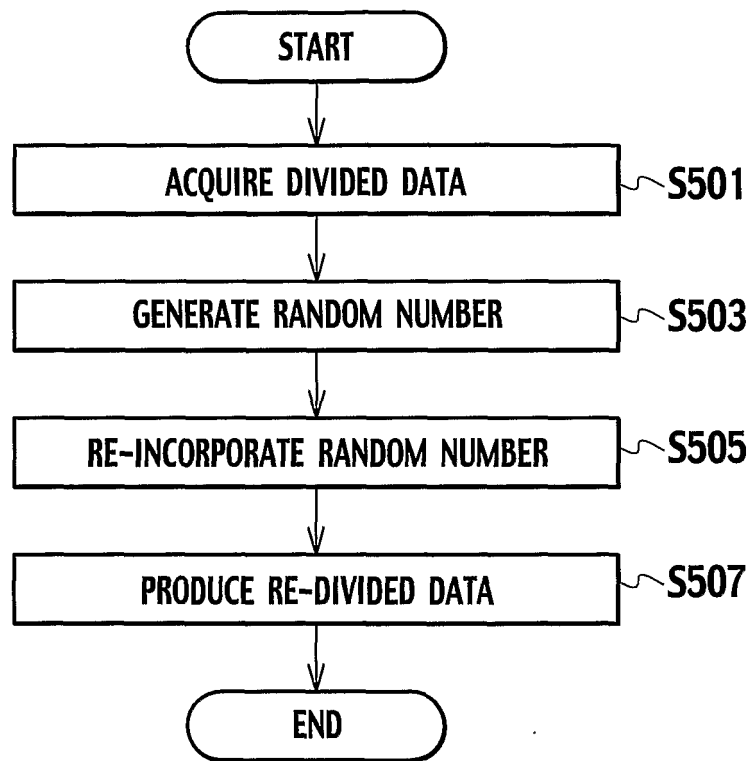 START
ACQUIRE DIVIDED DATA
S501
GENERATE RANDOM NUMBER
S503
RE-INCORPORATE RANDOM NUMBER
S505
PRODUCE RE-DIVIDED DATA
S507
END